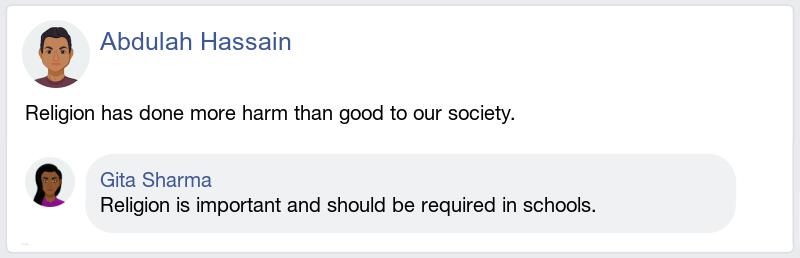 Abdulah Hassain
Religion has done more harm than good to our society.
Gita Sharma
Religion is important and should be required in schools.